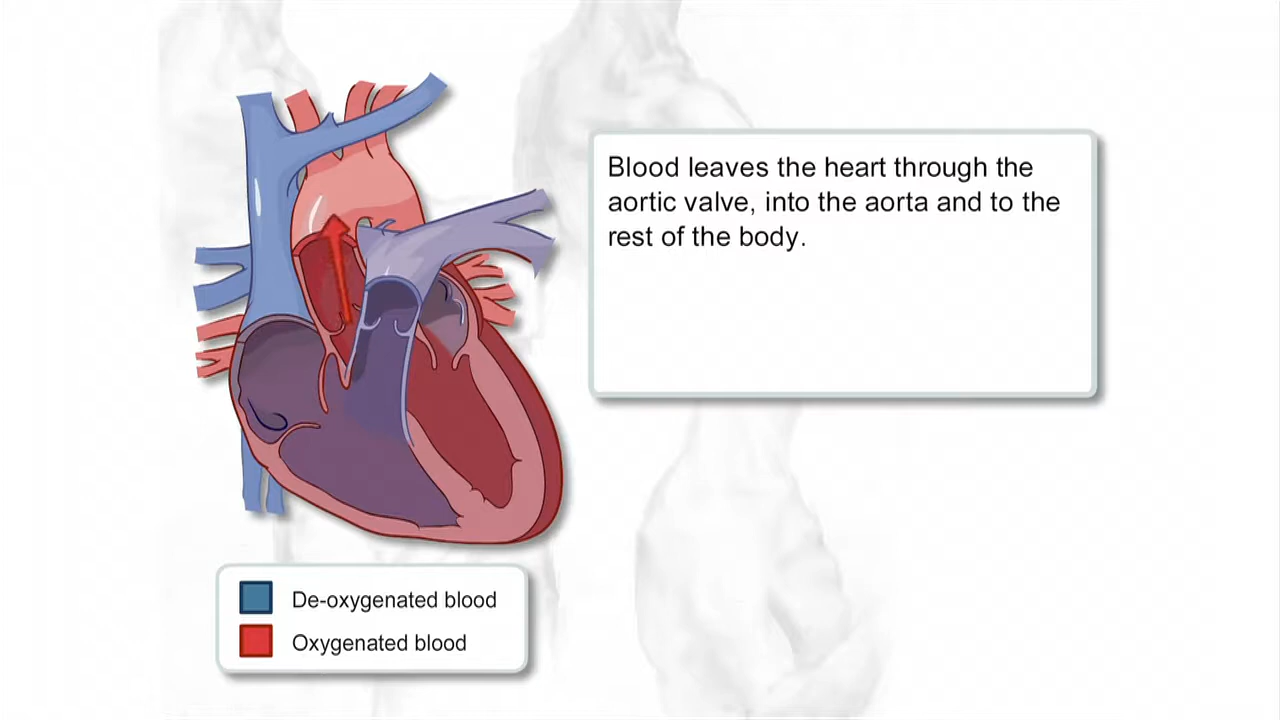 Blood leaves the heart through the
aortic valve, into the aorta and to the
rest of the body.
De-oxygenated blood
Oxygenated blood